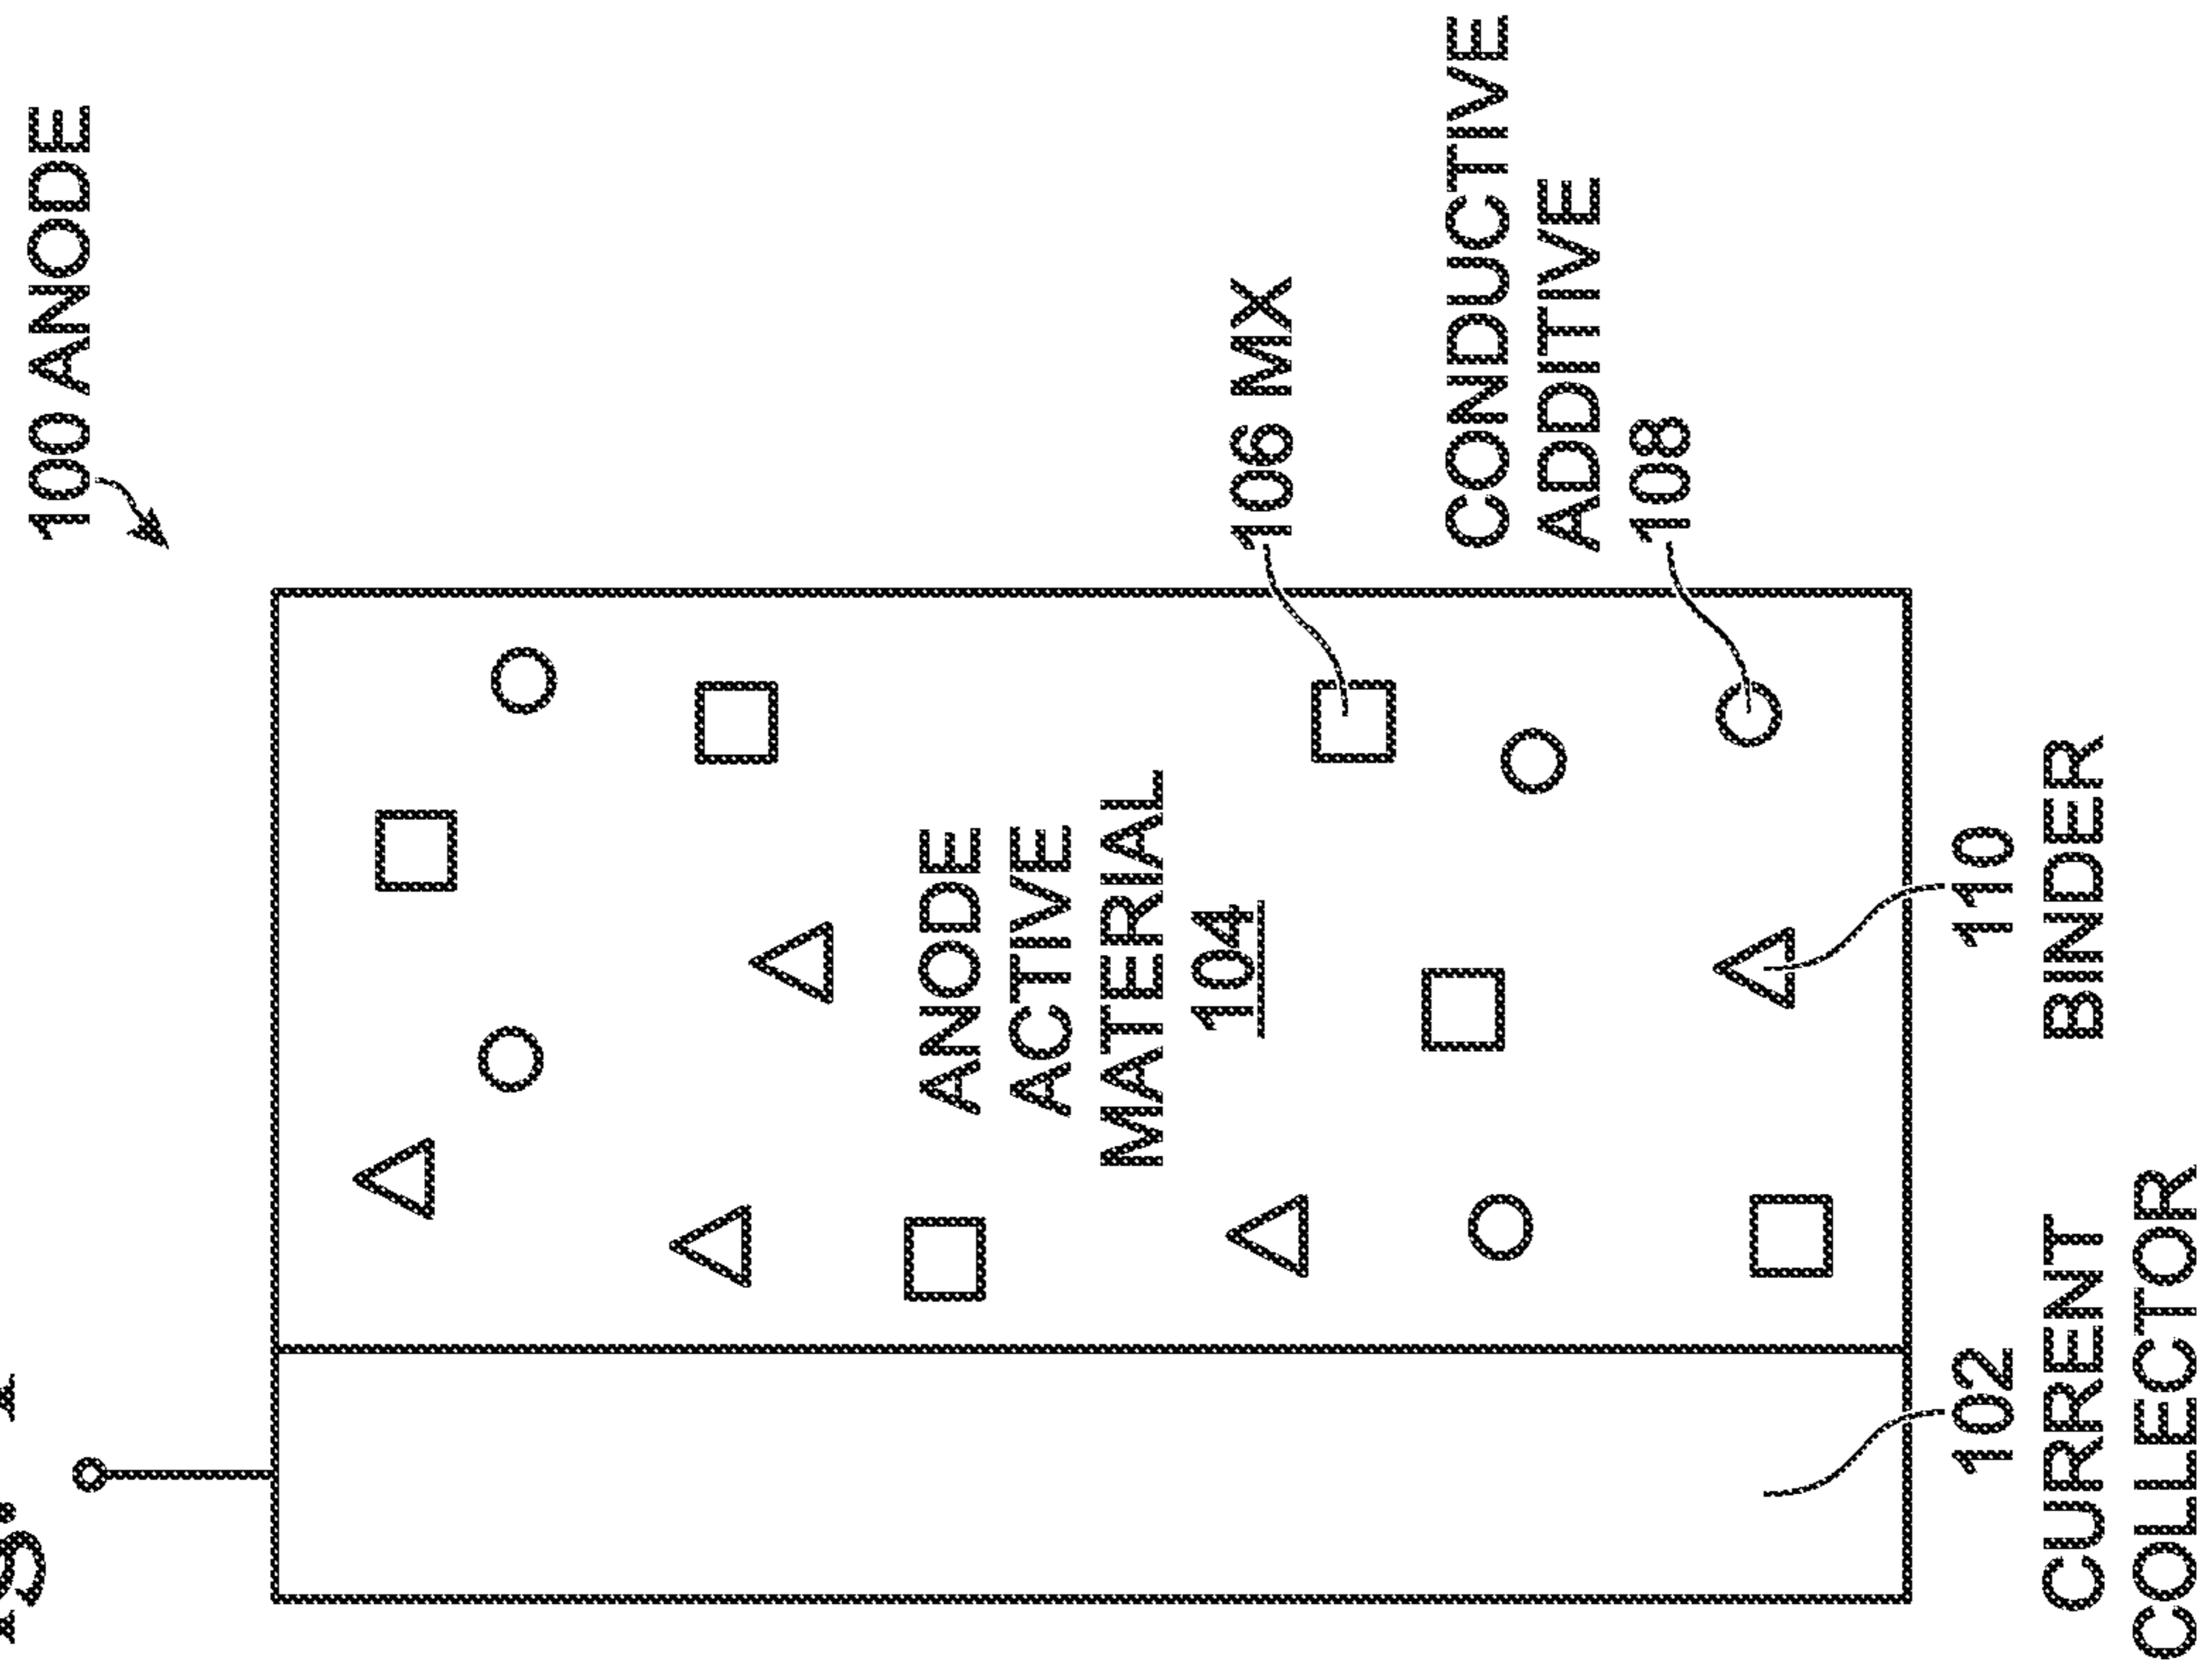 100 ANODE
106 MX
CONDUCTIVE
ADDITIVE
108
ANODE
ACTIVE
MATERIAL
104
110
BINDER
102
CURRENT
COLLECTOR